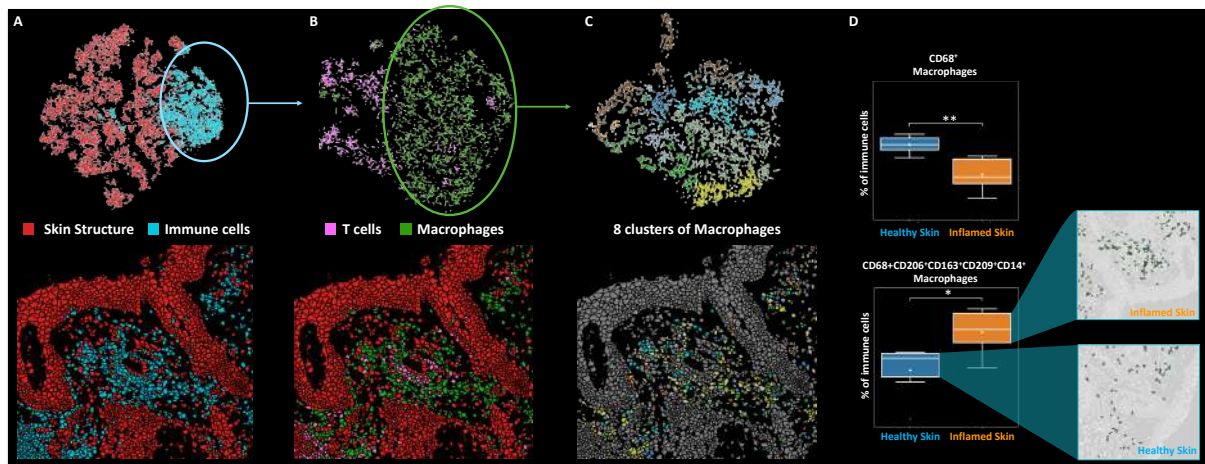 A
B
C
D
CD68⁺
Macrophages
% of immune cells
**
Healthy Skin
Inflamed Skin
Skin Structure
Immune cells
T cells
Macrophages
8 clusters of Macrophages
CD68+CD206⁺CD163⁺CD209⁺CD14⁺
Macrophages
% of immune cells
*
Healthy Skin
Inflamed Skin
Inflamed Skin
Healthy Skin